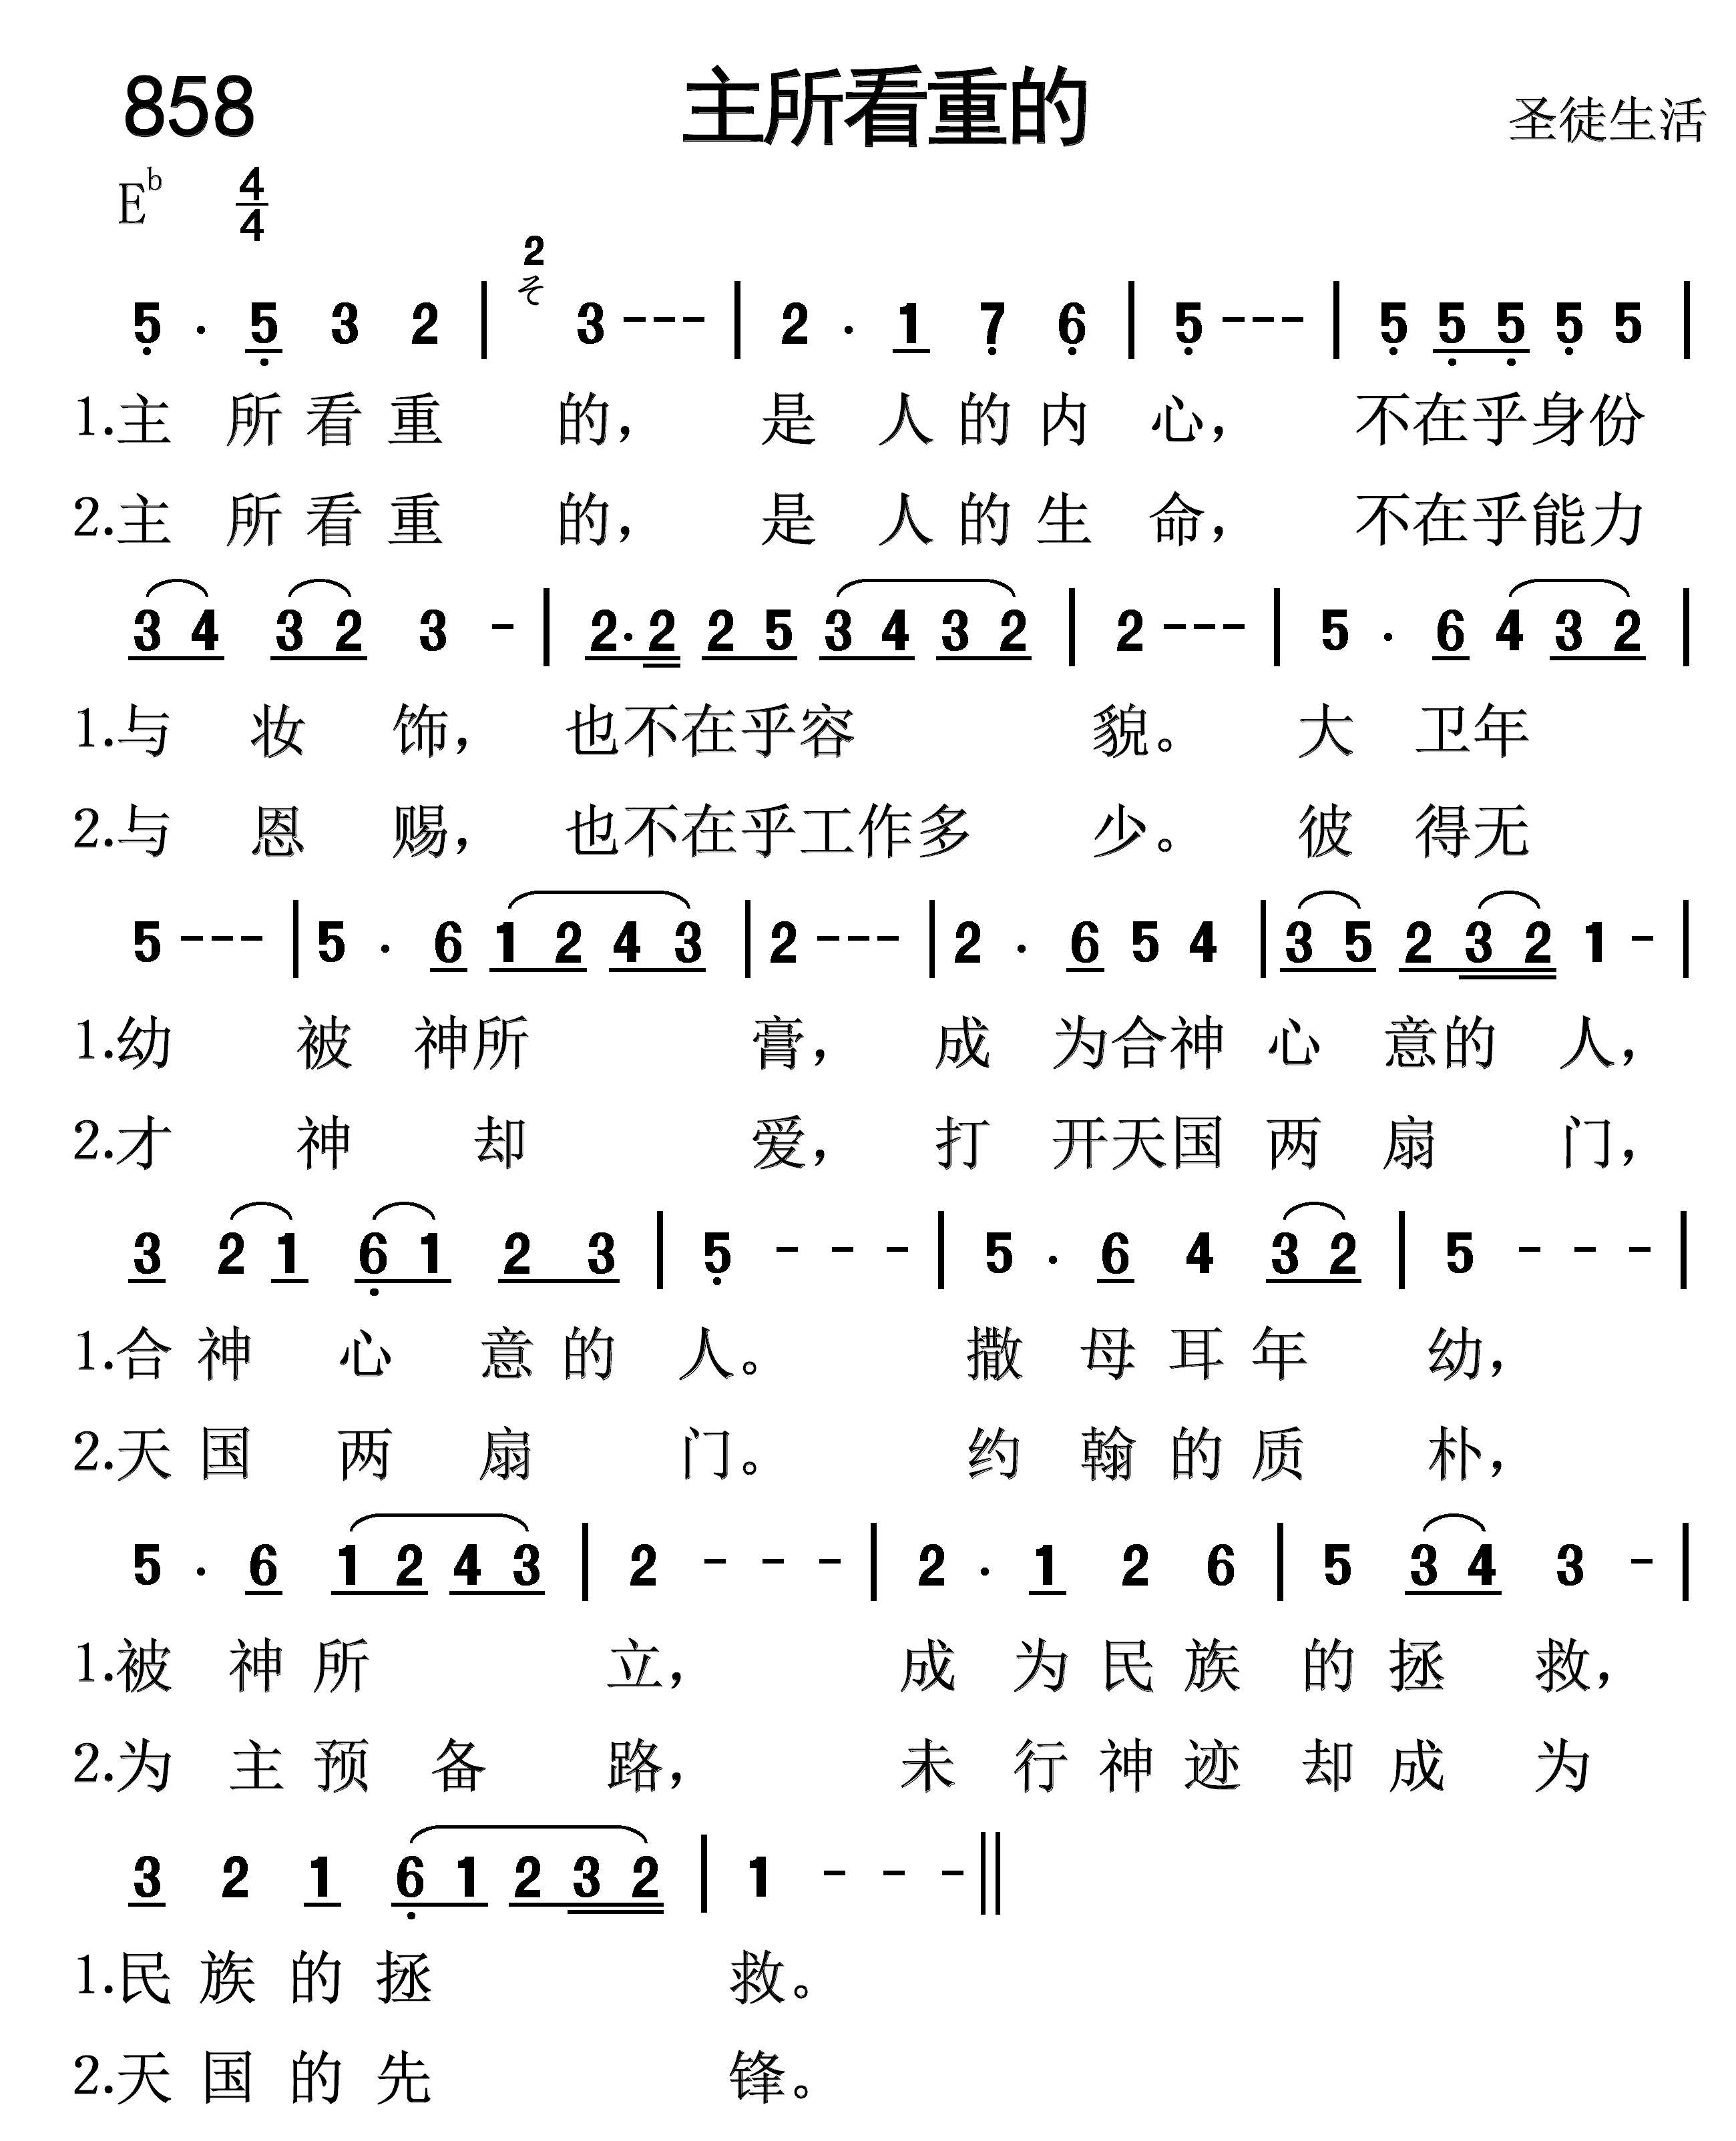 858 主所看重的 圣徒生活
E♭ 4/4
2
5̣ · 5̣ 3 2 | 3 - - - | 2 · 1 7̣ 6̣ | 5̣ - - - | 5̣ 5̣ 5̣ 5̣ 5 |
1.主 所 看 重 的， 是 人 的 内 心， 不在乎身份
2.主 所 看 重 的， 是 人 的 生 命， 不在乎能力
3 4 3 2 3 - | 2· 2 2 5 3 4 3 2 | 2 - - - | 5 · 6 4 3 2 |
1.与 妆 饰， 也不在乎容 貌。 大 卫年
2.与 恩 赐， 也不在乎工作多 少。 彼 得无
5 - - - | 5 · 6 1 2 4 3 | 2 - - - | 2 · 6 5 4 | 3 5 2 3 2 1 - |
1.幼 被 神所 膏， 成 为合神 心 意的 人，
2.才 神 却 爱， 打 开天国 两 扇 门，
3 2 1 6̣ 1 2 3 | 5̣ - - - | 5 · 6 4 3 2 | 5 - - - |
1.合 神 心 意 的 人。 撒 母 耳 年 幼，
2.天 国 两 扇 门。 约 翰 的 质 朴，
5 · 6 1 2 4 3 | 2 - - - | 2 · 1 2 6 | 5 3 4 3 - |
1.被 神 所 立， 成 为 民 族 的 拯 救，
2.为 主 预 备 路， 未 行 神 迹 却 成 为
3 2 1 6̣ 1 2 3 2 | 1 - - - ‖
1.民 族 的 拯 救。
2.天 国 的 先 锋。